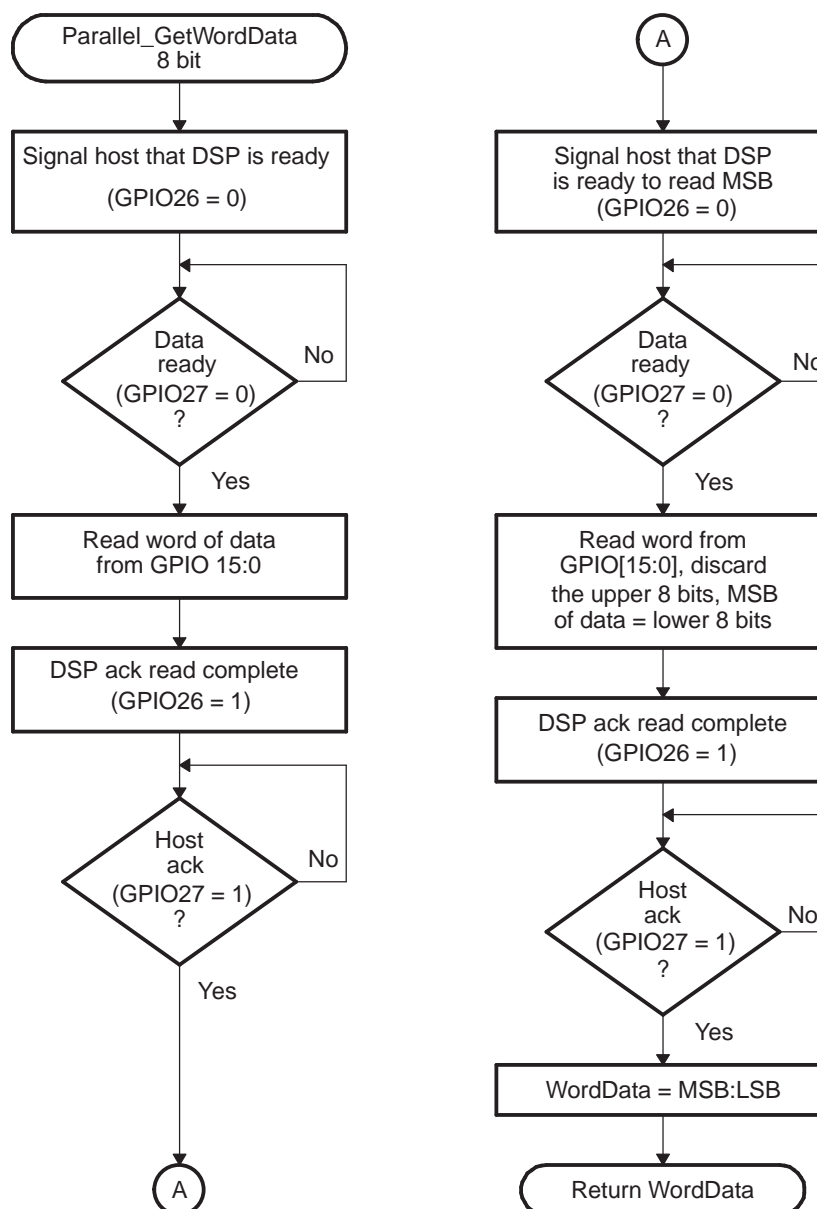 Parallel_GetWordData
8 bit
Signal host that DSP is ready
(GPIO26 = 0)
Data
ready
(GPIO27 = 0)
?
No
Yes
Read word of data
from GPIO 15:0
DSP ack read complete
(GPIO26 = 1)
Host
ack
(GPIO27 = 1)
?
No
Yes
A
A
Signal host that DSP
is ready to read MSB
(GPIO26 = 0)
Data
ready
(GPIO27 = 0)
?
No
Yes
Read word from
GPIO[15:0], discard
the upper 8 bits, MSB
of data = lower 8 bits
DSP ack read complete
(GPIO26 = 1)
Host
ack
(GPIO27 = 1)
?
No
Yes
WordData = MSB:LSB
Return WordData